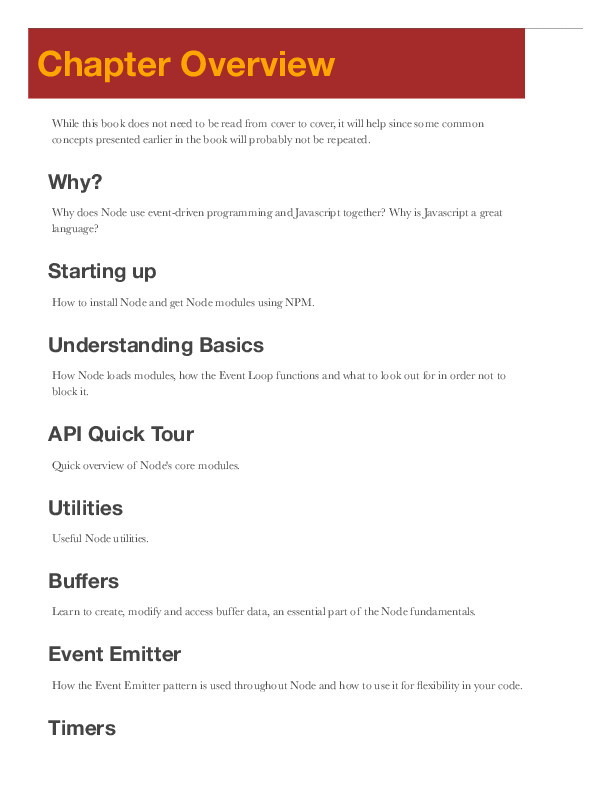 Chapter Overview
While this book does not need to be read from cover to cover, it will help since some common
concepts presented earlier in the book will probably not be repeated.
Why?
Why does Node use event-driven programming and Javascript together? Why is Javascript a great
language?
Starting up
How to install Node and get Node modules using NPM.
Understanding Basics
How Node loads modules, how the Event Loop functions and what to look out for in order not to
block it.
API Quick Tour
Quick overview of Node's core modules.
Utilities
Useful Node utilities.
Buffers
Learn to create, modify and access buffer data, an essential part of the Node fundamentals.
Event Emitter
How the Event Emitter pattern is used throughout Node and how to use it for flexibility in your code.
Timers